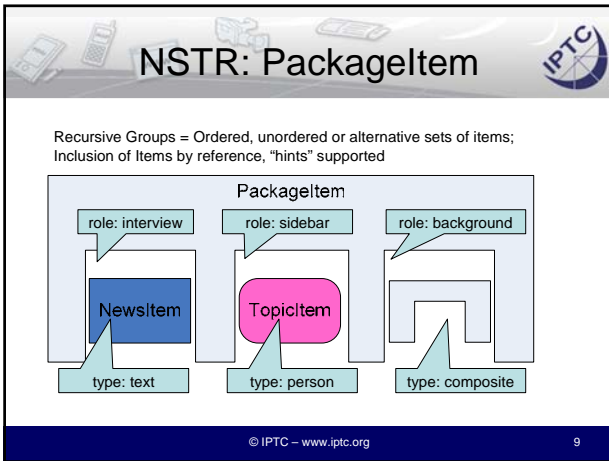 NSTR: PackageItem
IPTC
Recursive Groups = Ordered, unordered or alternative sets of items;
Inclusion of Items by reference, “hints” supported
PackageItem
role: interview
role: sidebar
role: background
NewsItem
TopicItem
type: text
type: person
type: composite
© IPTC – www.iptc.org
9